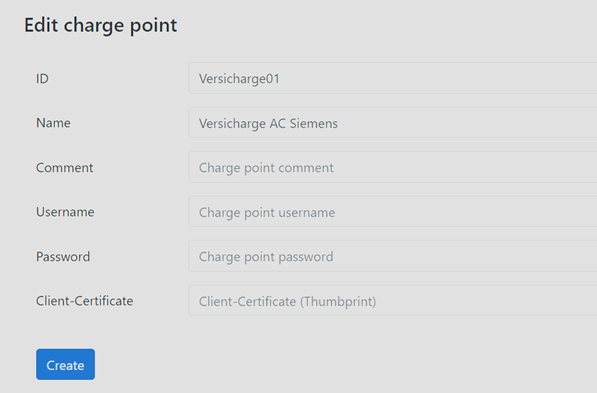 Edit charge point
ID Versicharge01
Name Versicharge AC Siemens
Comment Charge point comment
Username Charge point username
Password Charge point password
Client-Certificate Client-Certificate (Thumbprint)
Create